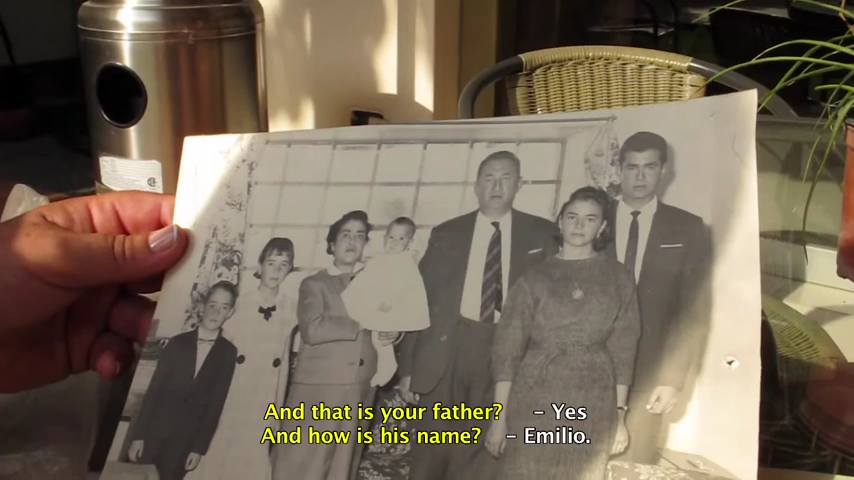 And that is your father? - Yes
And how is his name? - Emilio.